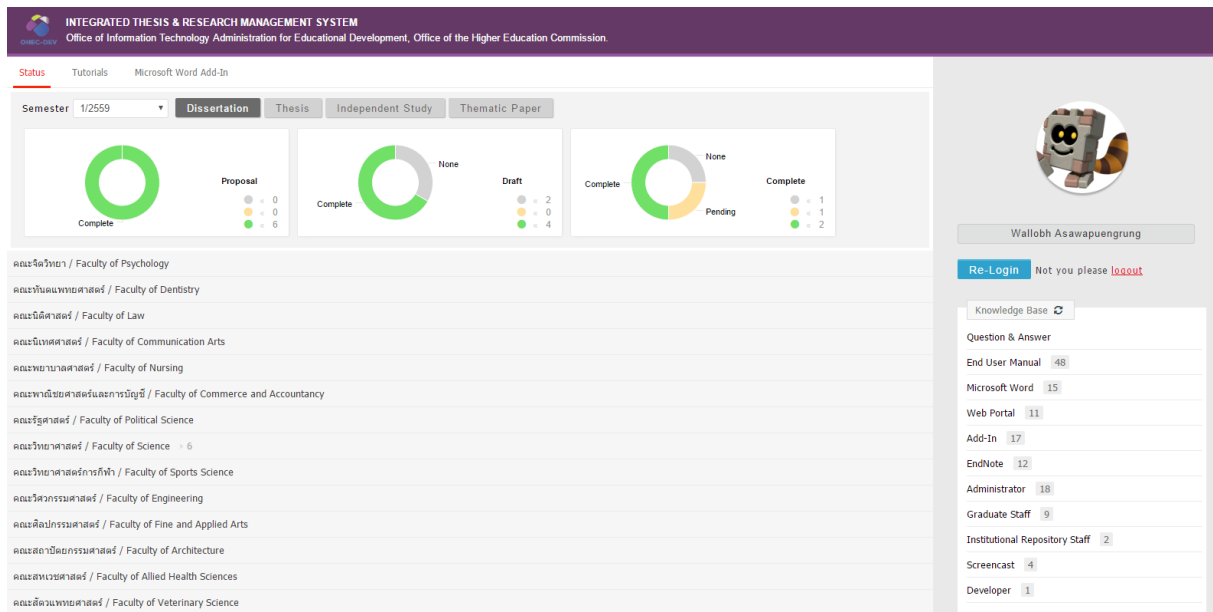 INTEGRATED THESIS & RESEARCH MANAGEMENT SYSTEM
Office of Information Technology Administration for Educational Development, Office of the Higher Education Commission.
OHEC-DGV
Status Tutorials Microsoft Word Add-In
Semester 1/2559 Dissertation Thesis Independent Study Thematic Paper
Complete
Proposal
0
0
6
None
Complete
Draft
2
0
4
None
Complete
Pending
Complete
1
1
2
คณะจิตวิทยา / Faculty of Psychology
คณะทันตแพทยศาสตร์ / Faculty of Dentistry
คณะนิติศาสตร์ / Faculty of Law
คณะนิเทศศาสตร์ / Faculty of Communication Arts
คณะพยาบาลศาสตร์ / Faculty of Nursing
คณะพาณิชยศาสตร์และการบัญชี / Faculty of Commerce and Accountancy
คณะรัฐศาสตร์ / Faculty of Political Science
คณะวิทยาศาสตร์ / Faculty of Science 6
คณะวิทยาศาสตร์การกีฬา / Faculty of Sports Science
คณะวิศวกรรมศาสตร์ / Faculty of Engineering
คณะศิลปกรรมศาสตร์ / Faculty of Fine and Applied Arts
คณะสถาปัตยกรรมศาสตร์ / Faculty of Architecture
คณะสหเวชศาสตร์ / Faculty of Allied Health Sciences
คณะสัตวแพทยศาสตร์ / Faculty of Veterinary Science
Wallobh Asawapuengrung
Re-Login Not you please logout
Knowledge Base
Question & Answer
End User Manual 48
Microsoft Word 15
Web Portal 11
Add-In 17
EndNote 12
Administrator 18
Graduate Staff 9
Institutional Repository Staff 2
Screencast 4
Developer 1